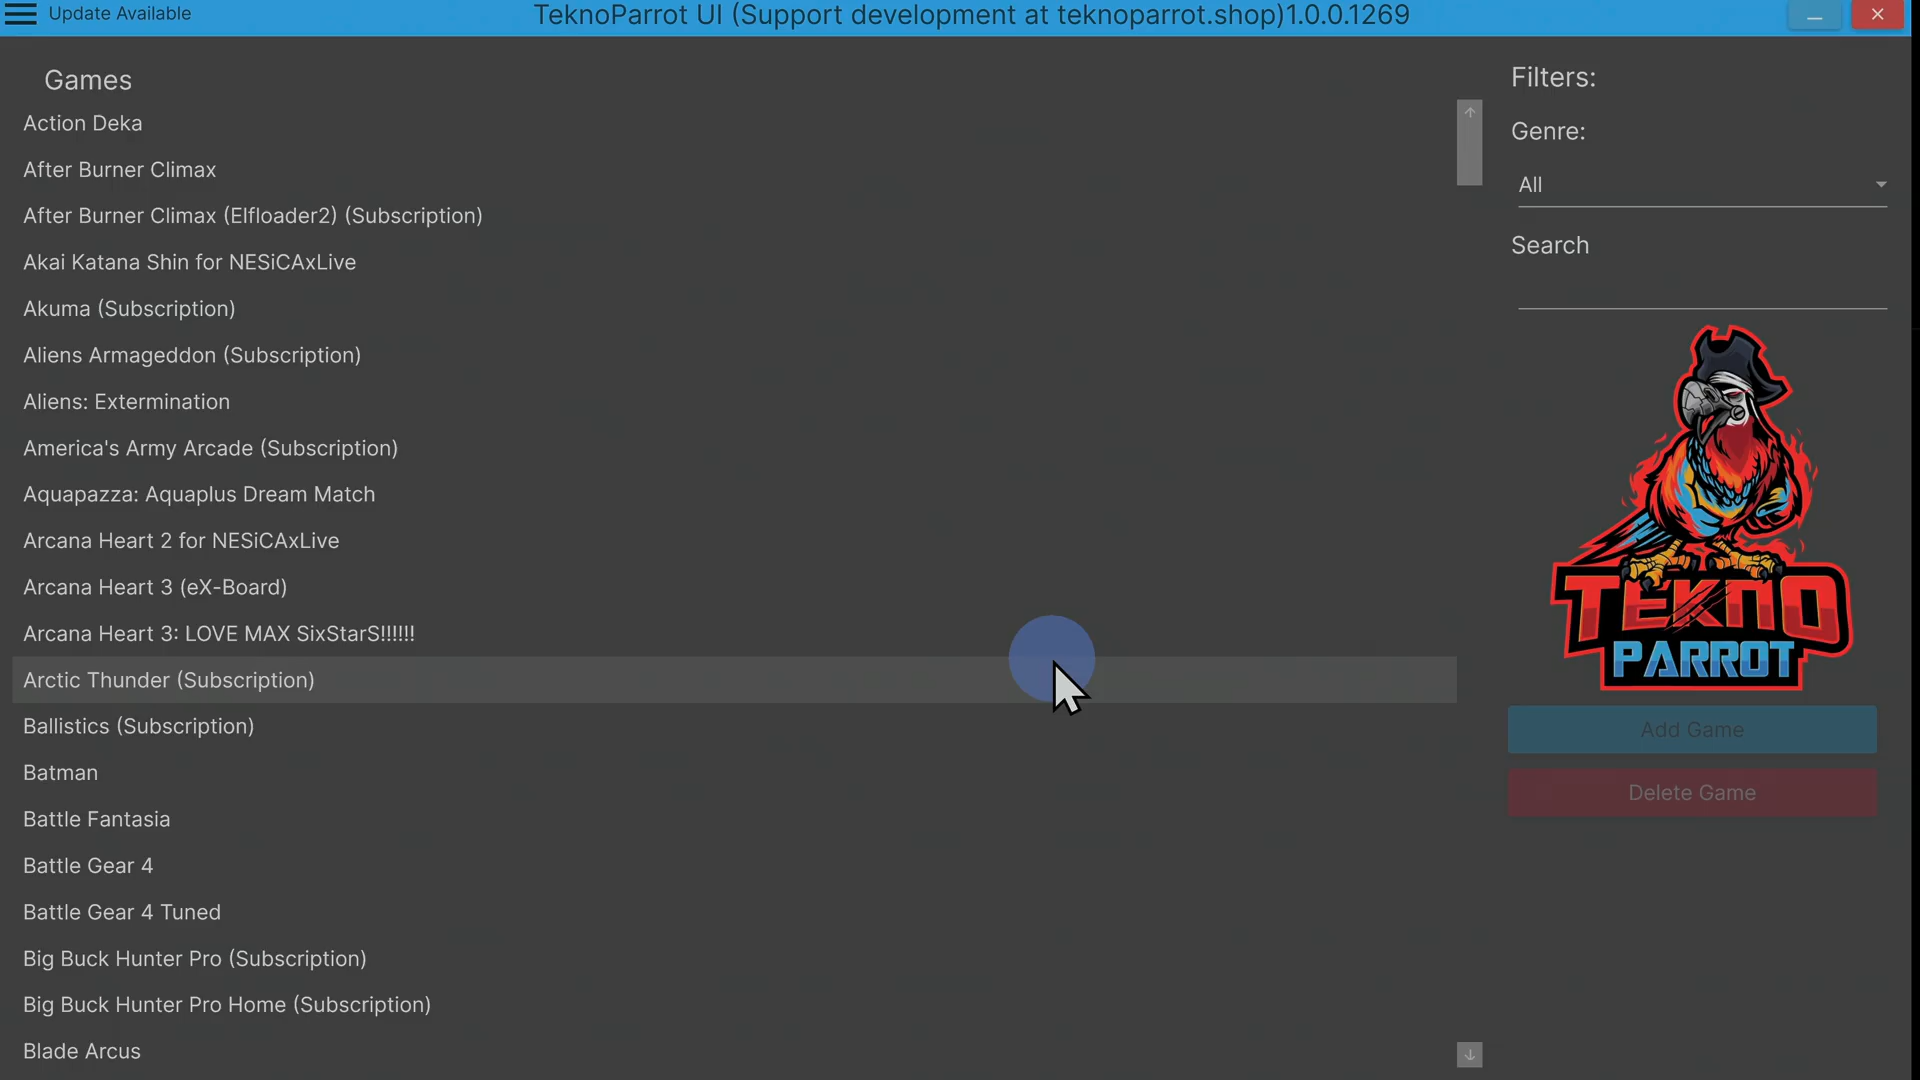 Update Available
TeknoParrot UI (Support development at teknoparrot.shop)1.0.0.1269
Games
Action Deka
After Burner Climax
After Burner Climax (Elfloader2) (Subscription)
Akai Katana Shin for NESiCAxLive
Akuma (Subscription)
Aliens Armageddon (Subscription)
Aliens: Extermination
America's Army Arcade (Subscription)
Aquapazza: Aquaplus Dream Match
Arcana Heart 2 for NESiCAxLive
Arcana Heart 3 (eX-Board)
Arcana Heart 3: LOVE MAX SixStarS!!!!!!
Arctic Thunder (Subscription)
Ballistics (Subscription)
Batman
Battle Fantasia
Battle Gear 4
Battle Gear 4 Tuned
Big Buck Hunter Pro (Subscription)
Big Buck Hunter Pro Home (Subscription)
Blade Arcus
Filters:
Genre:
All
Search
TEKNO
PARROT
Add Game
Delete Game